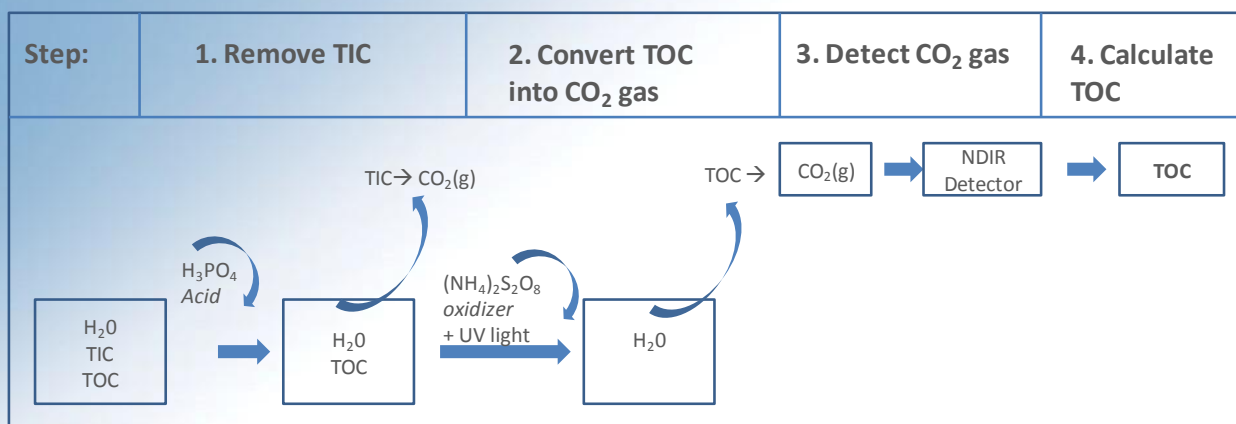 Step:
1. Remove TIC
2. Convert TOC
into CO₂ gas
3. Detect CO₂ gas
4. Calculate
TOC
TIC→ CO₂(g)
TOC →
CO₂(g)
NDIR
Detector
TOC
H₃PO₄
Acid
(NH₄)₂S₂O₈
oxidizer
+ UV light
H₂0
TIC
TOC
H₂0
TOC
H₂0